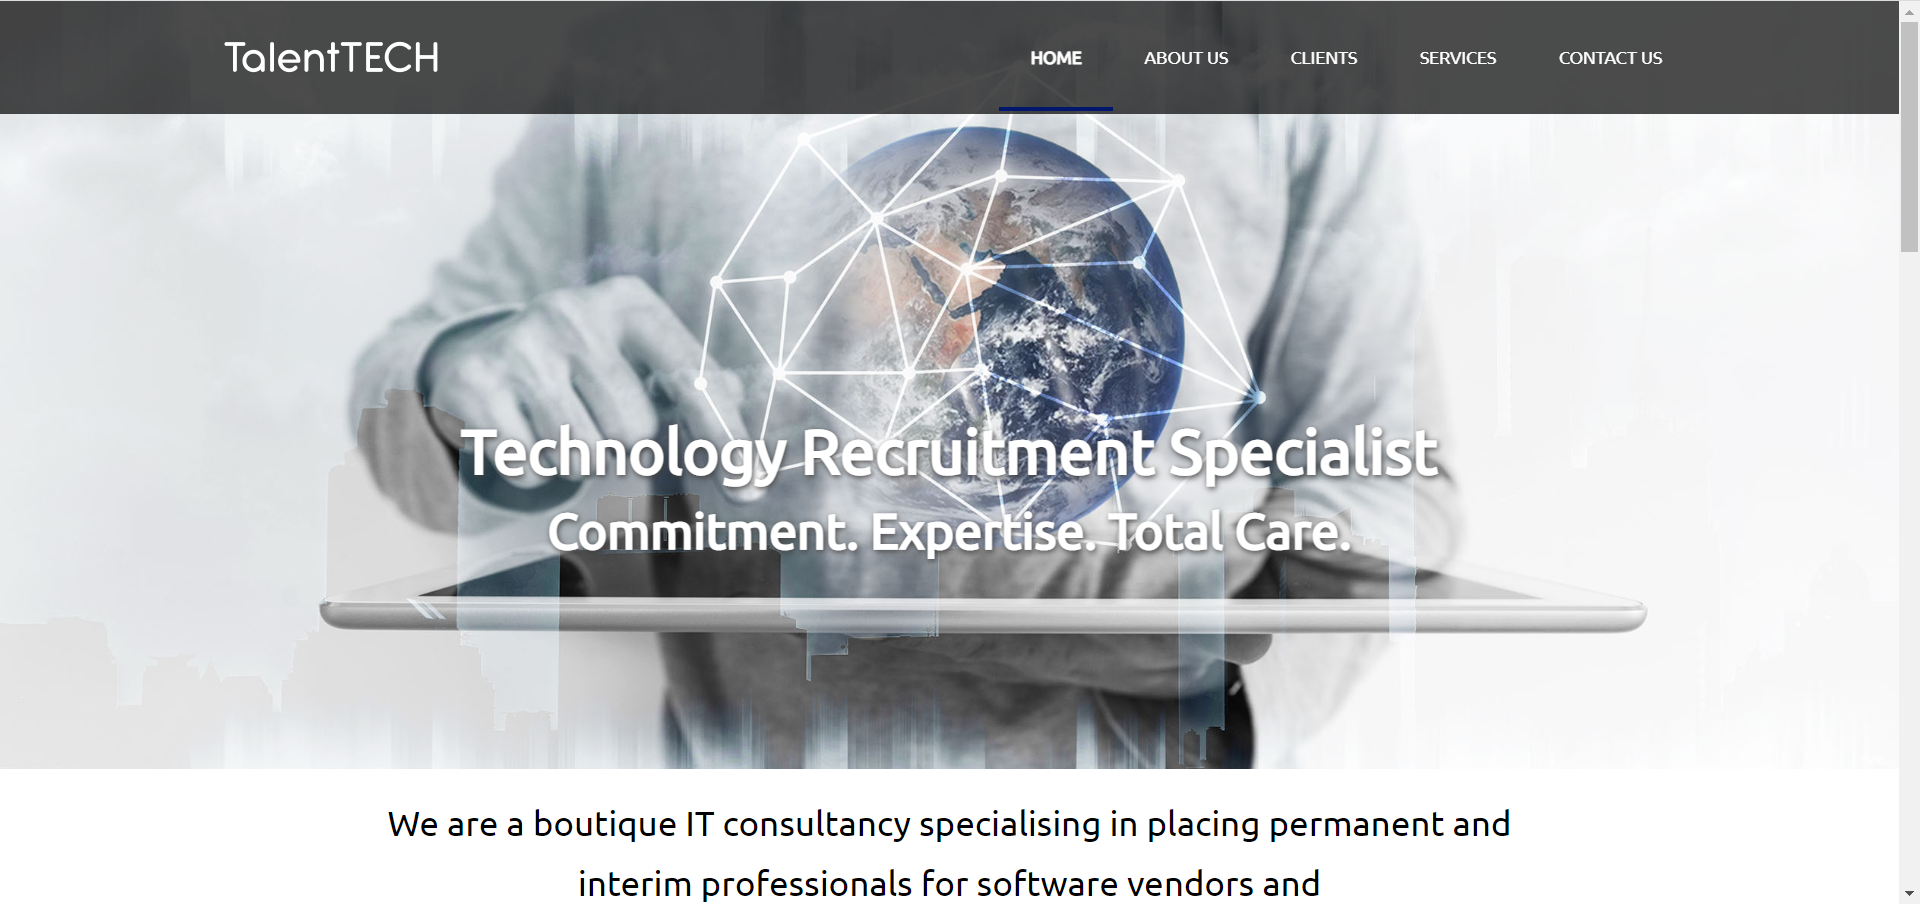 TalentTECH
HOME
ABOUT US
CLIENTS
SERVICES
CONTACT US
Technology Recruitment Specialist
Commitment. Expertise. Total Care.
We are a boutique IT consultancy specialising in placing permanent and
interim professionals for software vendors and